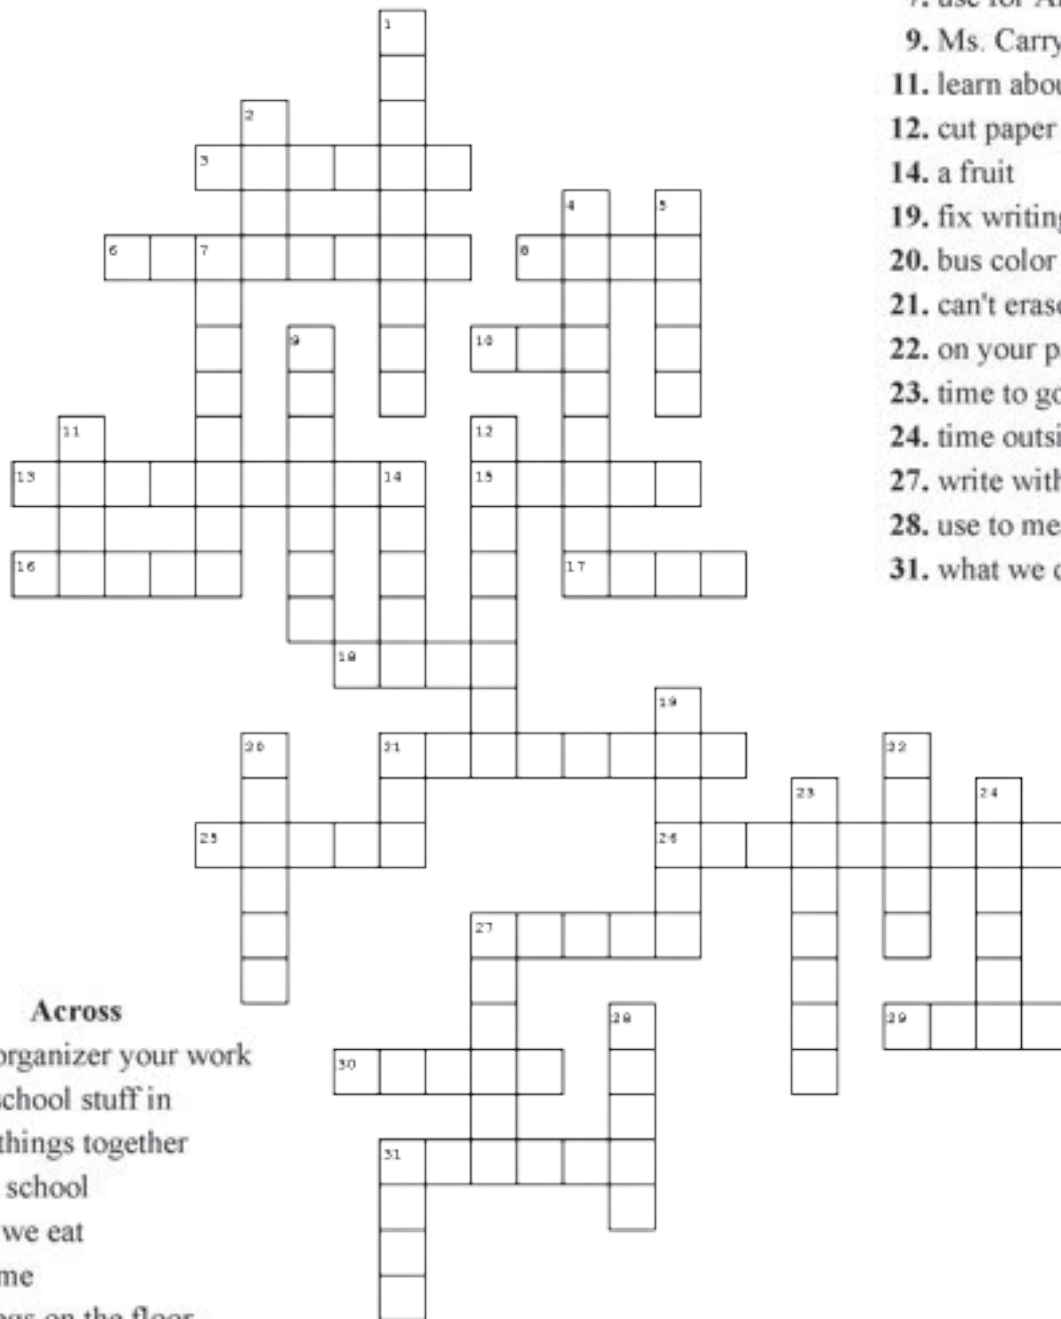 1
2
3
4 5
6 7 8
9 10
11 12
13 14 15
16 17
18
19
20 21 22
23 24
25 26
27
28 29
30
31
9. Ms. Carry
11. learn abou
12. cut paper
14. a fruit
19. fix writing
20. bus color
21. can't erase
22. on your p
23. time to go
24. time outsi
27. write with
28. use to me
31. what we c
Across
organizer your work
school stuff in
things together
school
we eat
me
on the floor